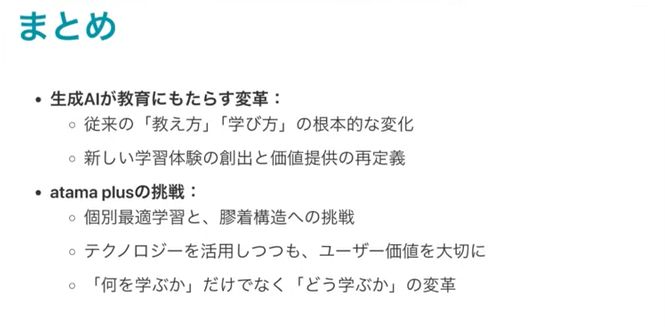 まとめ
• 生成AIが教育にもたらす変革：
○ 従来の「教え方」「学び方」の根本的な変化
○ 新しい学習体験の創出と価値提供の再定義
• atama plusの挑戦：
○ 個別最適学習と、膠着構造への挑戦
○ テクノロジーを活用しつつも、ユーザー価値を大切に
○ 「何を学ぶか」だけでなく「どう学ぶか」の変革